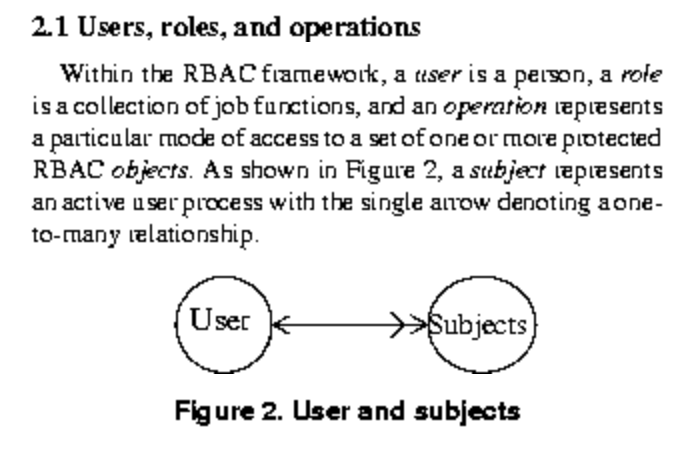 2.1 Users, roles, and operations
Within the RBAC framework, a user is a person, a role
is a collection of job functions, and an operation represents
a particular mode of access to a set of one or more protected
RBAC objects. As shown in Figure 2, a subject represents
an active user process with the single arrow denoting a one-
to-many relationship.
User
Subjects
Figure 2. User and subjects